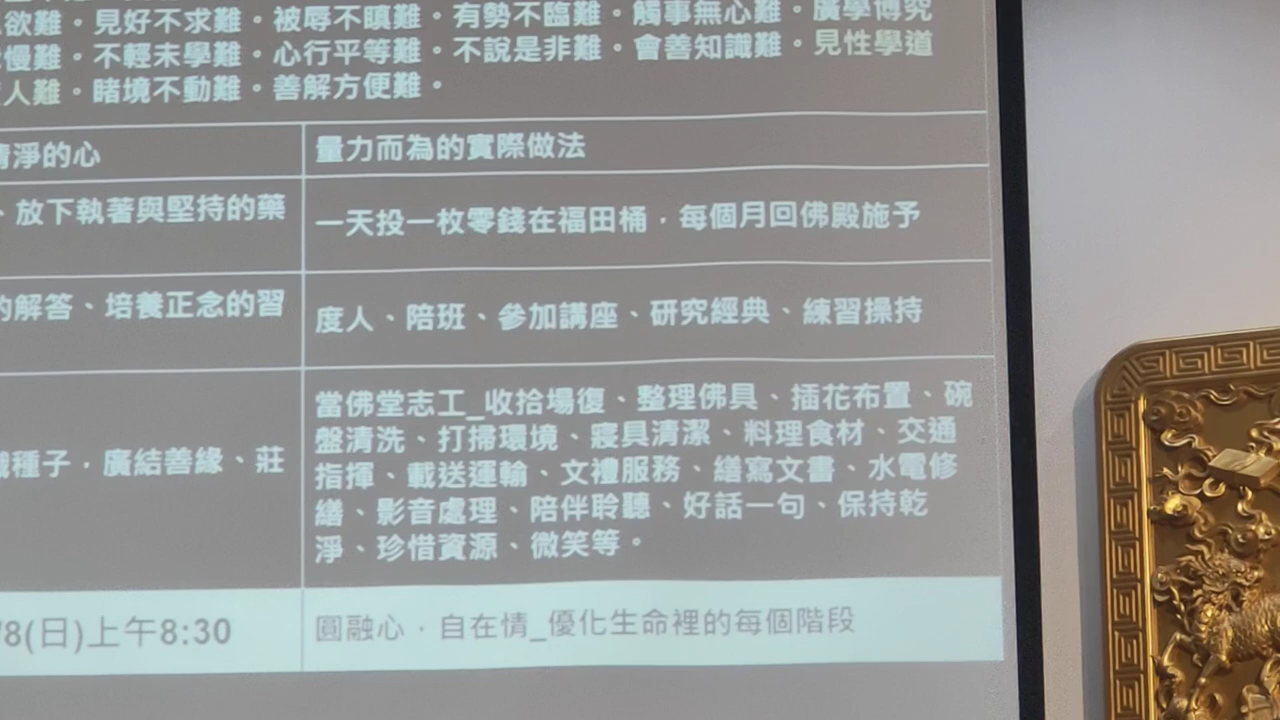 欲難。見好不求難。被辱不瞋難。有勢不臨難。觸事無心難。廣學博究
慢難。不輕未學難。心行平等難。不說是非難。會善知識難。見性學道
人難。睹境不動難。善解方便難。
清淨的心
量力而為的實際做法
、放下執著與堅持的藥
一天投一枚零錢在福田桶．每個月回佛殿施予
的解答、培養正念的習
度人、陪班、參加講座、研究經典、練習操持
種子．廣結善緣、莊
當佛堂志工_收拾場復、整理佛具、插花布置、碗
盤清洗、打掃環境、寢具清潔、料理食材、交通
指揮、載送運輸、文禮服務、繕寫文書、水電修
繕、影音處理、陪伴聆聽、好話一句、保持乾
淨、珍惜資源、微笑等。
/8(日)上午8:30
圓融心．自在情_優化生命裡的每個階段